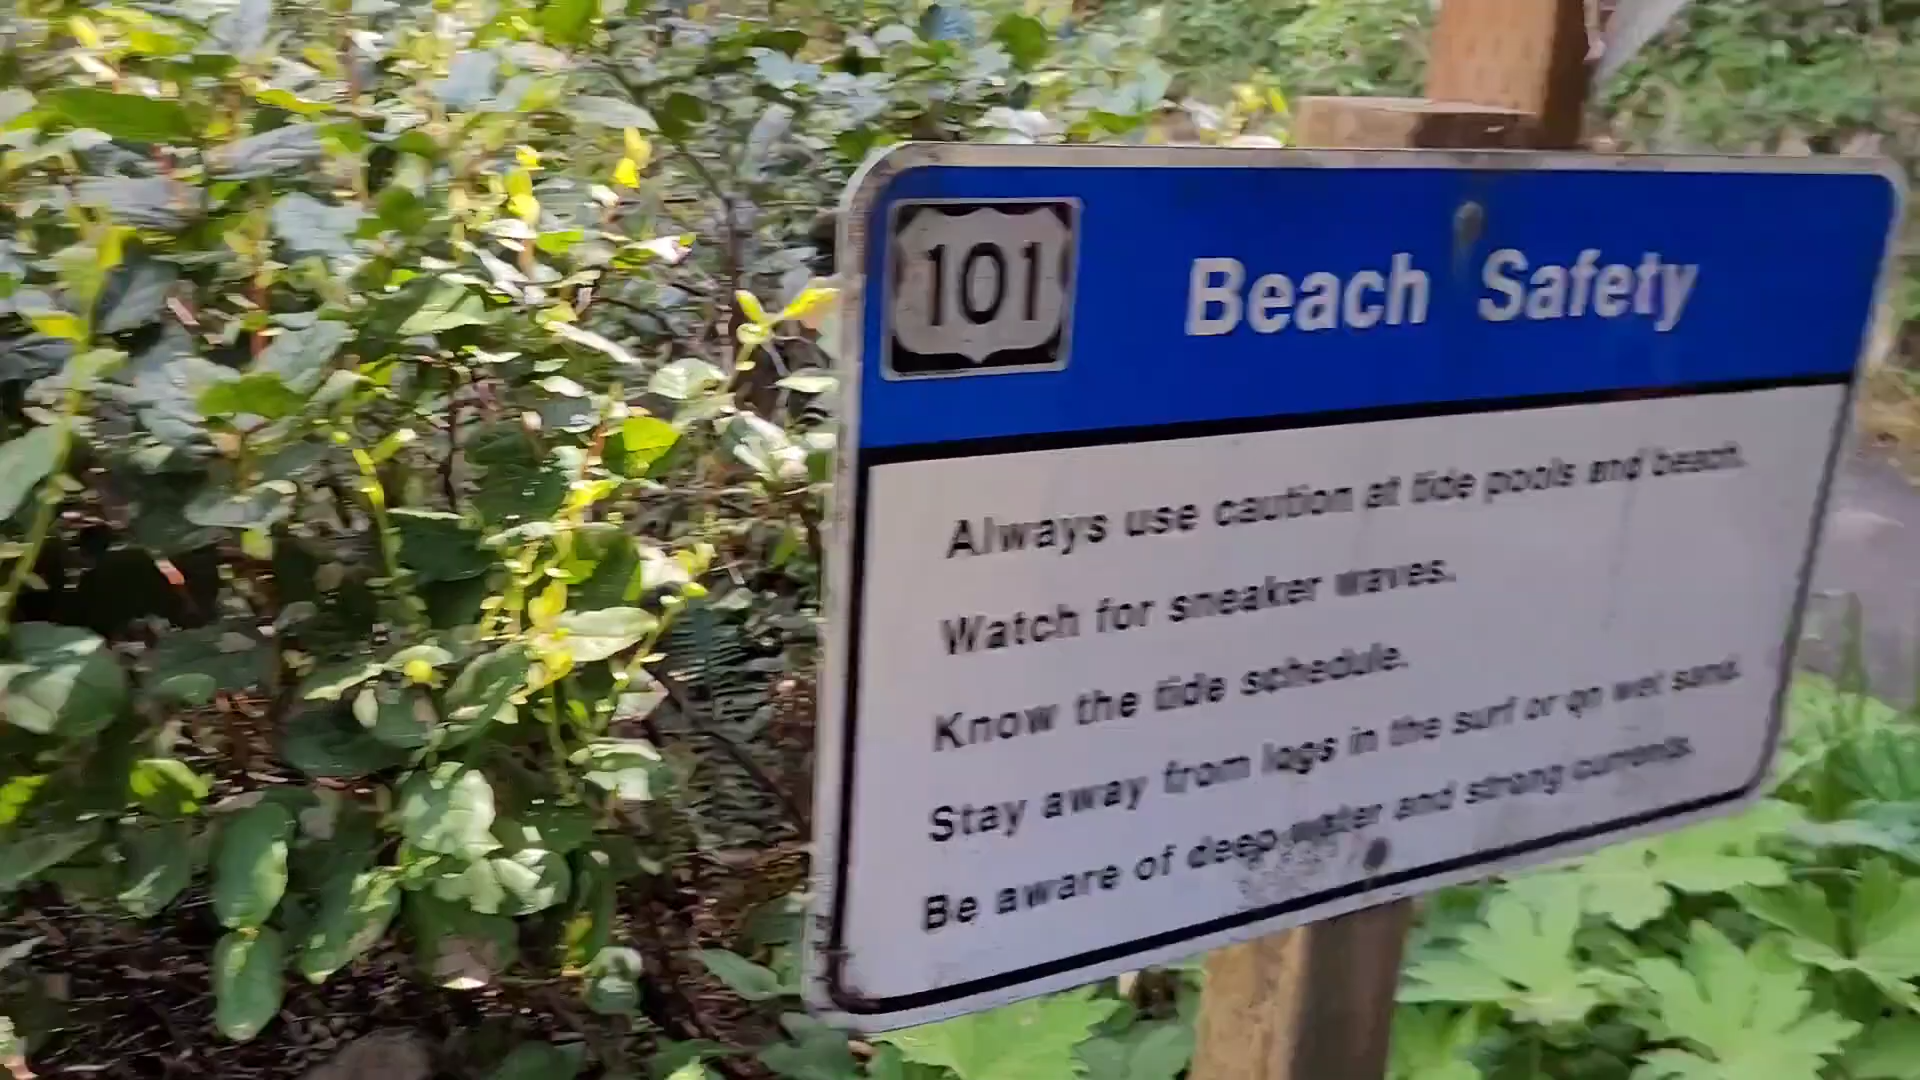 101
Beach Safety
Always use caution at tide pools and beach.
Watch for sneaker waves.
Know the tide schedule.
Stay away from logs in the surf or on wet sand.
Be aware of deep water and strong currents.